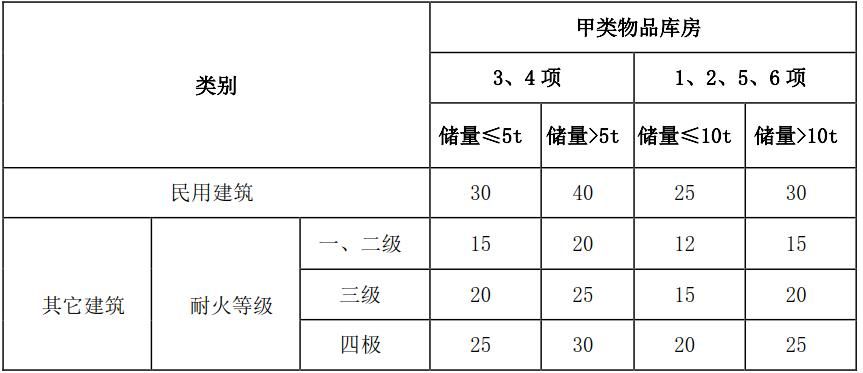 甲类物品库房
类别
3、4项 1、2、5、6项
储量≤5t 储量>5t 储量≤10t 储量>10t
民用建筑 30 40 25 30
一、二级 15 20 12 15
其它建筑 耐火等级 三级 20 25 15 20
四极 25 30 20 25